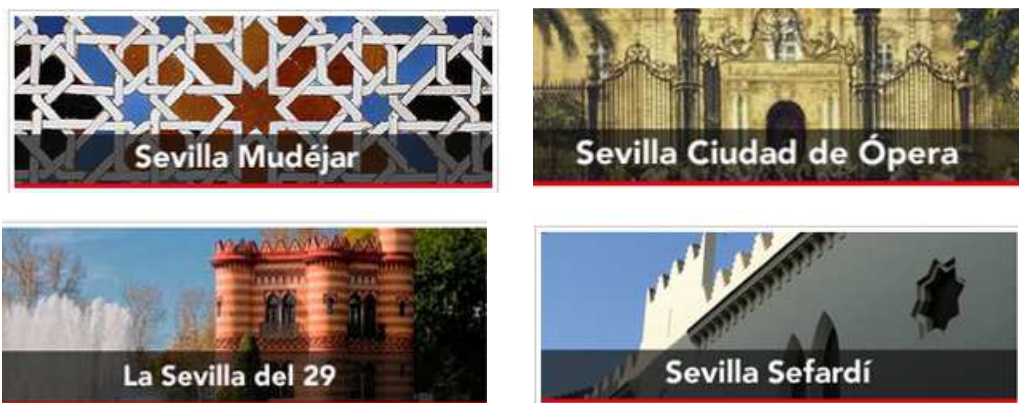 Sevilla Mudéjar
Sevilla Ciudad de Ópera
La Sevilla del 29
Sevilla Sefardí